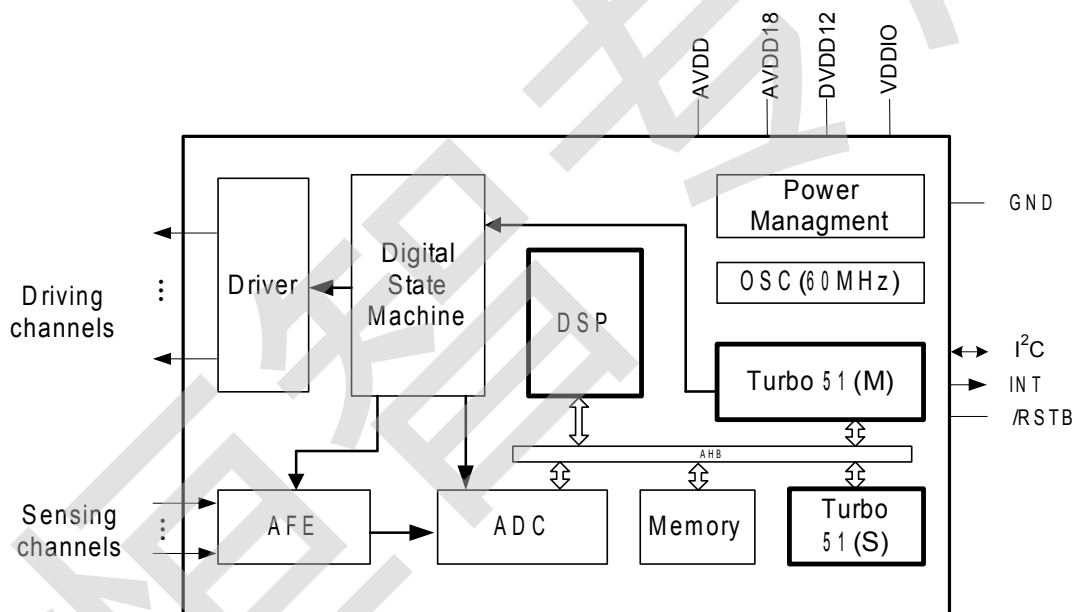 AVDD
AVDD18
DVDD12
VDDIO
Power
Managment
GND
Driver
Digital
State
Machine
OSC (60MHz)
Driving
channels
DSP
I²C
Turbo 51 (M)
INT
/RSTB
AHB
Sensing
channels
AFE
ADC
Memory
Turbo
51 (S)